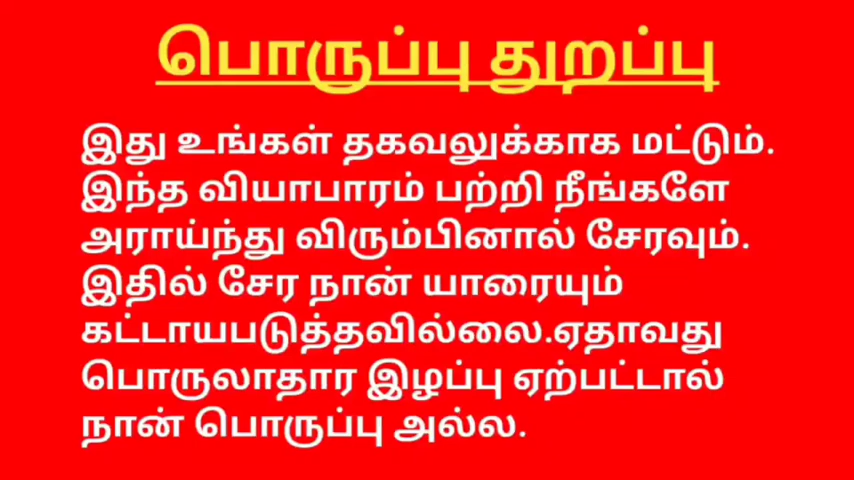 பொருப்பு துறப்பு
இது உங்கள் தகவலுக்காக மட்டும்.
இந்த வியாபாரம் பற்றி நீங்களே
அராய்ந்து விரும்பினால் சேரவும்.
இதில் சேர நான் யாரையும்
கட்டாயபடுத்தவில்லை.ஏதாவது
பொருலாதார இழப்பு ஏற்பட்டால்
நான் பொருப்பு அல்ல.